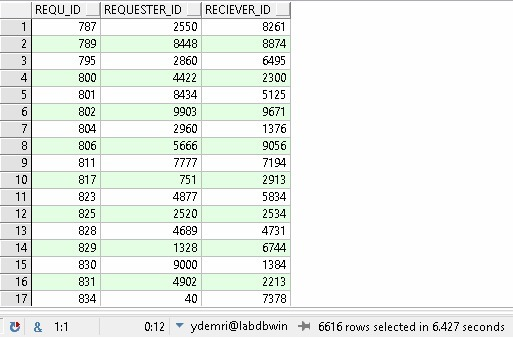 REQU_ID REQUESTER_ID RECIEVER_ID
1 787 2550 8261
2 789 8448 8874
3 795 2860 6495
4 800 4422 2300
5 801 8434 5125
6 802 9903 9671
7 804 2960 1376
8 806 5666 9056
9 811 7777 7194
10 817 751 2913
11 823 4877 5834
12 825 2520 2534
13 828 4689 4731
14 829 1328 6744
15 830 9000 1384
16 831 4902 2213
17 834 40 7378
& 1:1 0:12 ydemri@labdbwin 6616 rows selected in 6.427 seconds